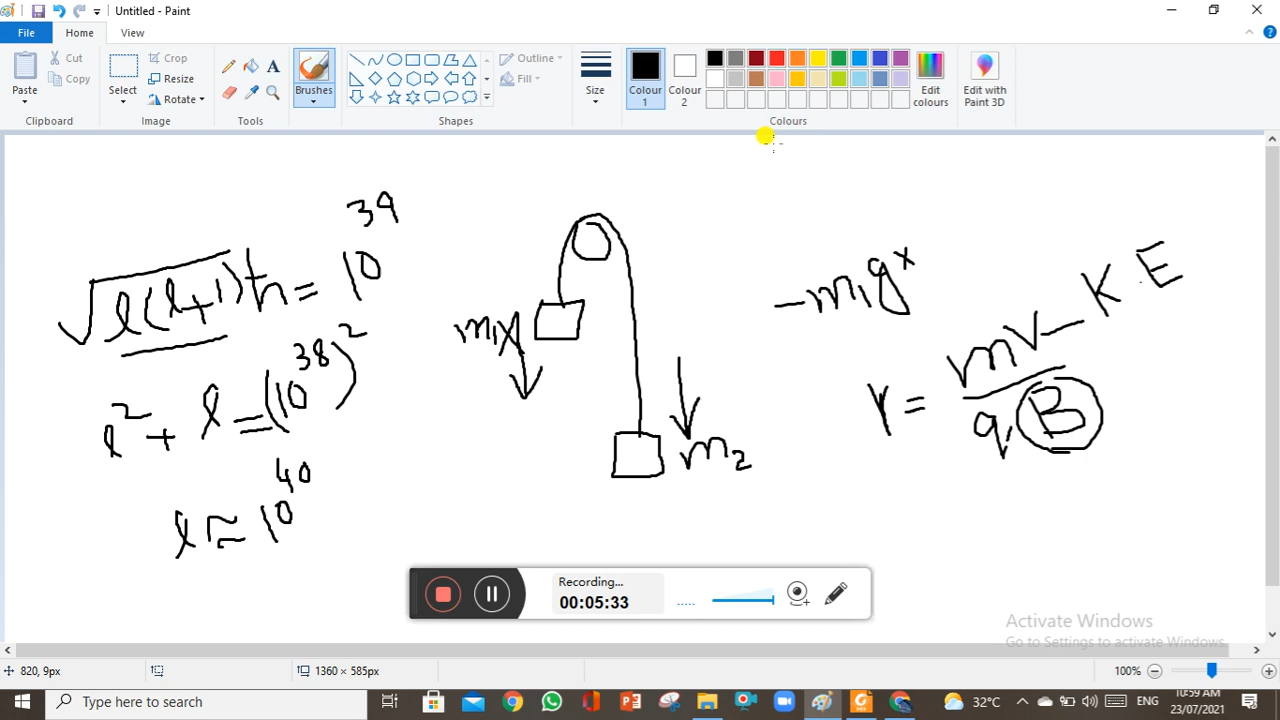 Untitled - Paint
File
Home
View
Paste
Cut
Copy
Clipboard
Select
Crop
Resize
Rotate
Image
Tools
Brushes
Outline
Fill
Shapes
Size
Colour 1
Colour 2
Edit colours
Edit with Paint 3D
Colours
√l(l+1) ħ = 10^39
l^2 + l = (10^38)^2
l ≈ 10^40
m1
m2
-m1gx
r = mv/qB
K E
Recording...
00:05:33
Activate Windows
Go to Settings to activate Windows.
820, 9px
1360 × 585px
100%
Type here to search
32°C
ENG
10:59 AM
23/07/2021